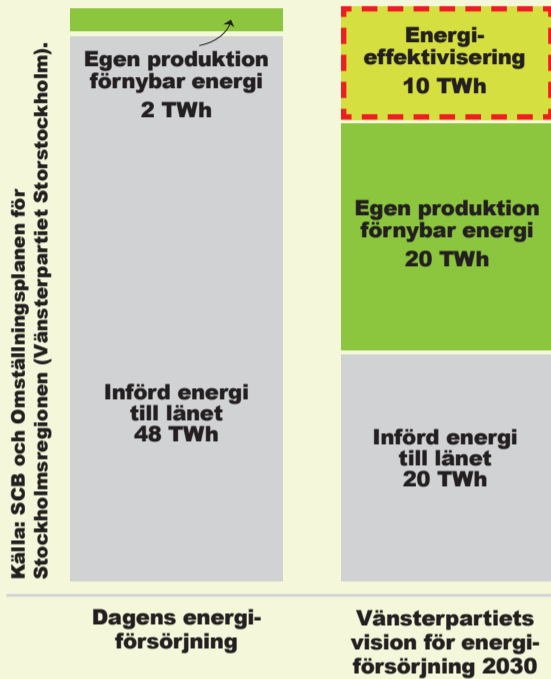 Källa: SCB och Omställningsplanen för
Stockholmsregionen (Vänsterpartiet Storstockholm).
Egen produktion
förnybar energi
2 TWh
Införd energi
till länet
48 TWh
Dagens energi-
försörjning
Energi-
effektivisering
10 TWh
Egen produktion
förnybar energi
20 TWh
Införd energi
till länet
20 TWh
Vänsterpartiets
vision för energi-
försörjning 2030